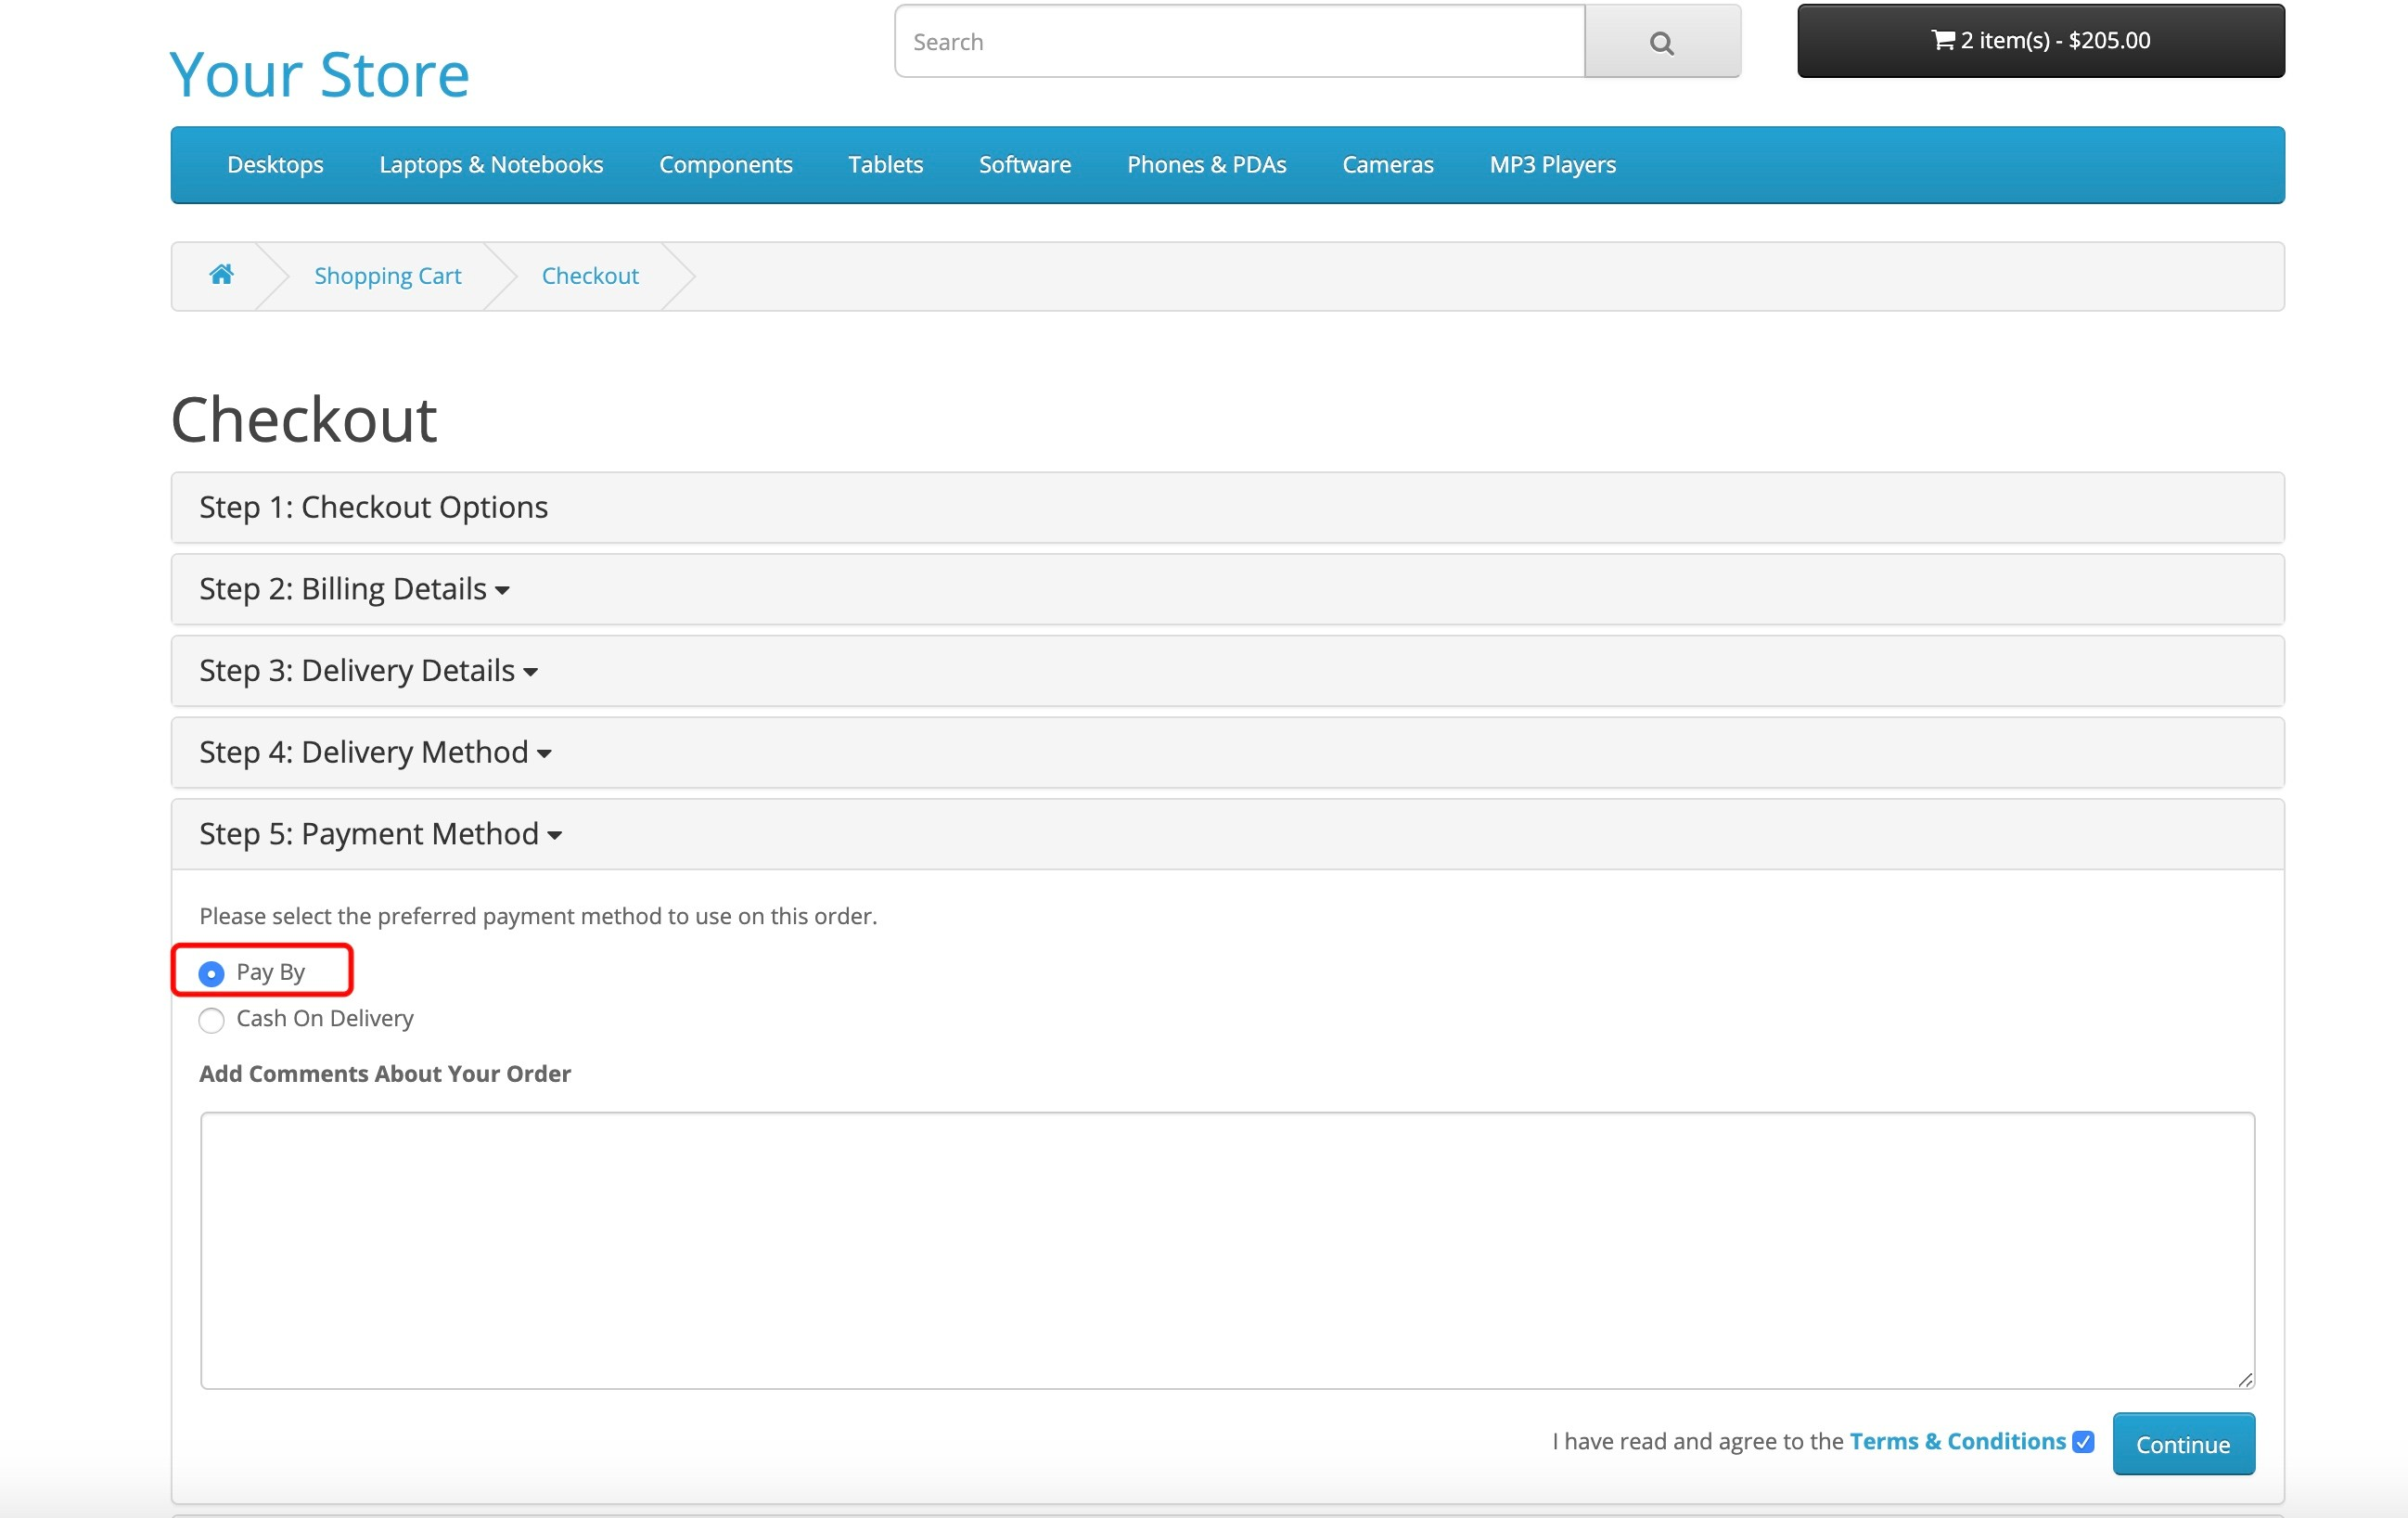 Search
2 item(s) - $205.00
Your Store
Desktops Laptops & Notebooks Components Tablets Software Phones & PDAs Cameras MP3 Players
Shopping Cart Checkout
Checkout
Step 1: Checkout Options
Step 2: Billing Details
Step 3: Delivery Details
Step 4: Delivery Method
Step 5: Payment Method
Please select the preferred payment method to use on this order.
Pay By
Cash On Delivery
Add Comments About Your Order
I have read and agree to the Terms & Conditions
Continue